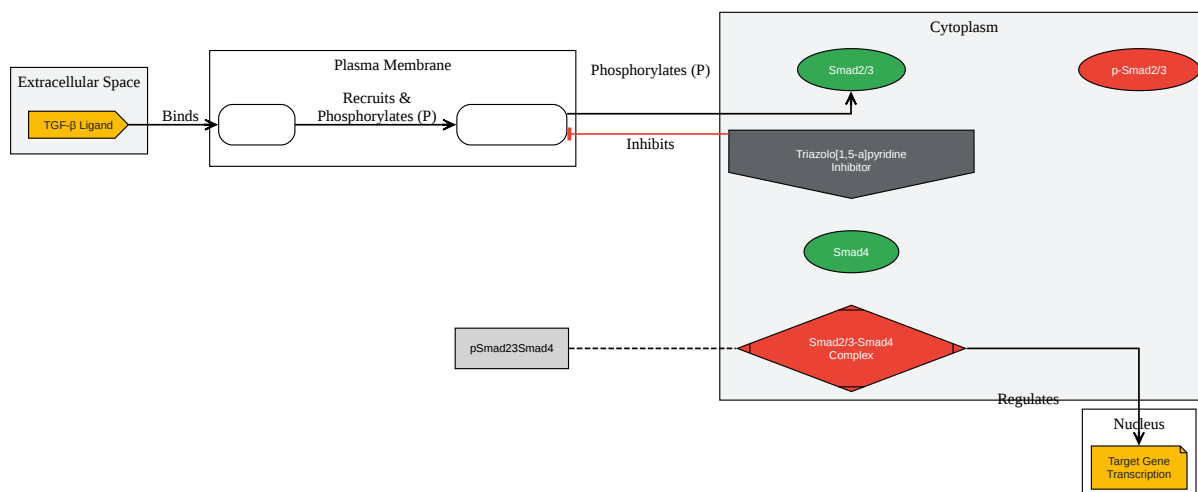 Cytoplasm
Extracellular Space
TGF-β Ligand
Binds
Plasma Membrane
Recruits &
Phosphorylates (P)
Phosphorylates (P)
Smad2/3
p-Smad2/3
Inhibits
Triazolo[1,5-a]pyridine
Inhibitor
Smad4
pSmad23Smad4
Smad2/3-Smad4
Complex
Regulates
Nucleus
Target Gene
Transcription